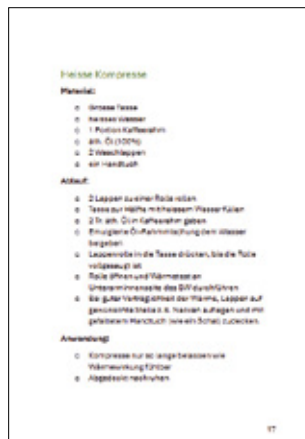 Heisse Kompresse
Material:
o Grosse Tasse
o heisses Wasser
o 1 Portion Kaffeerahm
o äth. Öl (100%)
o 2 Waschlappen
o ein Handtuch
Ablauf:
o 2 Lappen zu einer Rolle rollen
o Tasse zur Hälfte mit heissem Wasser füllen
o 2 Tr. äth. Öl in Kaffeerahm geben
o Emulgierte Öl-Rahmmischung dem Wasser
beigeben
o Lappenrolle in die Tasse drücken, bis die Rolle
vollgesaugt ist
o Rolle öffnen und Wärmetest an
Unterarminnenseite des BW durchführen
o Bei guter Verträglichkeit der Wärme, Lappen auf
gewünschte Stelle z.B. Nacken auflegen und mit
gefaltetem Handtuch wie ein Schal zudecken.
Anwendung:
o Kompresse nur so lange belassen wie
Wärmewirkung fühlbar
o Abgedeckt nachruhen